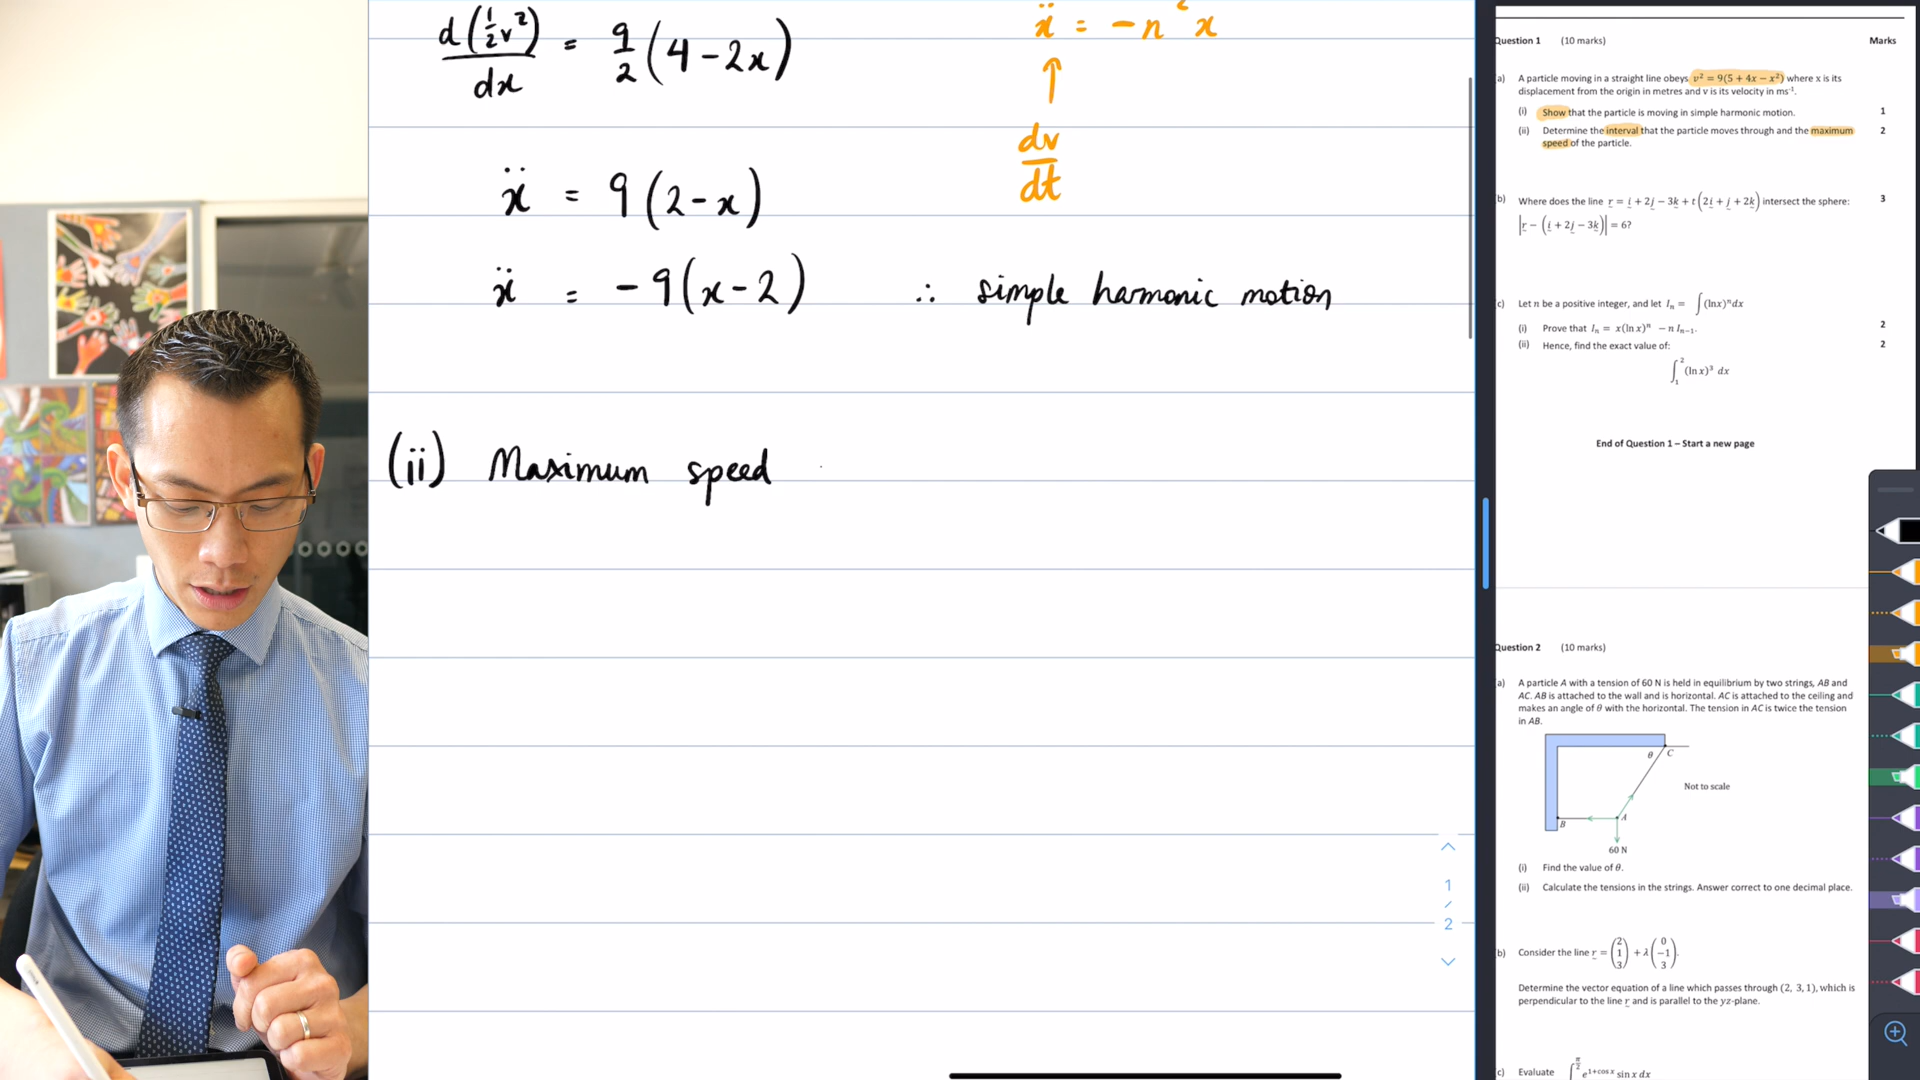 d(½v²)/dx = 9/2 (4-2x)
ẍ = -n²x
↑
dv/dt
ẍ = 9(2-x)
ẍ = -9(x-2) ∴ simple harmonic motion
(ii) Maximum speed
1
/
2
Question 1 (10 marks) Marks
a) A particle moving in a straight line obeys v² = 9(5 + 4x − x²) where x is its
displacement from the origin in metres and v is its velocity in ms⁻¹.
(i) Show that the particle is moving in simple harmonic motion. 1
(ii) Determine the interval that the particle moves through and the maximum 2
speed of the particle.
b) Where does the line r = i + 2j − 3k + t(2i + j + 2k) intersect the sphere: 3
|r − (i + 2j − 3k)| = 6?
c) Let n be a positive integer, and let Iₙ = ∫(lnx)ⁿdx
(i) Prove that Iₙ = x(ln x)ⁿ − n Iₙ₋₁. 2
(ii) Hence, find the exact value of: 2
∫₁² (ln x)³ dx
End of Question 1 – Start a new page
Question 2 (10 marks)
a) A particle A with a tension of 60 N is held in equilibrium by two strings, AB and
AC. AB is attached to the wall and is horizontal. AC is attached to the ceiling and
makes an angle of θ with the horizontal. The tension in AC is twice the tension
in AB.
θ C
Not to scale
B A
60 N
(i) Find the value of θ.
(ii) Calculate the tensions in the strings. Answer correct to one decimal place.
b) Consider the line r = (2 1 3) + λ(0 −1 3).
Determine the vector equation of a line which passes through (2, 3, 1), which is
perpendicular to the line r and is parallel to the yz-plane.
c) Evaluate ∫ π/2 e^(1+cos x) sin x dx